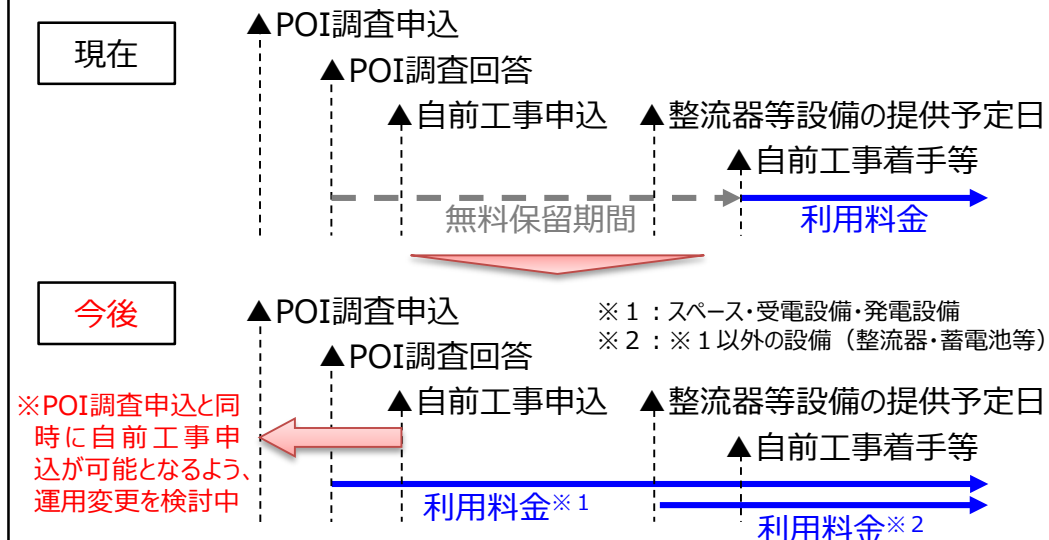 現在
▲POI調査申込
▲POI調査回答
▲自前工事申込 ▲整流器等設備の提供予定日
▲自前工事着手等
無料保留期間
利用料金
今後
▲POI調査申込
※１：スペース・受電設備・発電設備
※２：※１以外の設備（整流器・蓄電池等）
▲POI調査回答
▲自前工事申込 ▲整流器等設備の提供予定日
▲自前工事着手等
※POI調査申込と同
時に自前工事申
込が可能となるよう、
運用変更を検討中
利用料金※１
利用料金※２